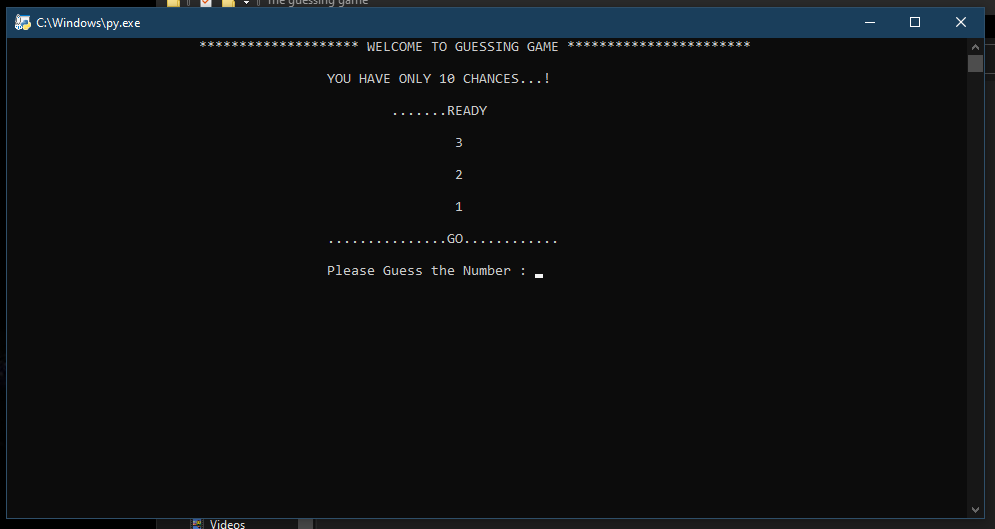 The guessing game
C:\Windows\py.exe
******************** WELCOME TO GUESSING GAME ***********************
YOU HAVE ONLY 10 CHANCES...!
.......READY
3
2
1
...............GO............
Please Guess the Number :
Videos